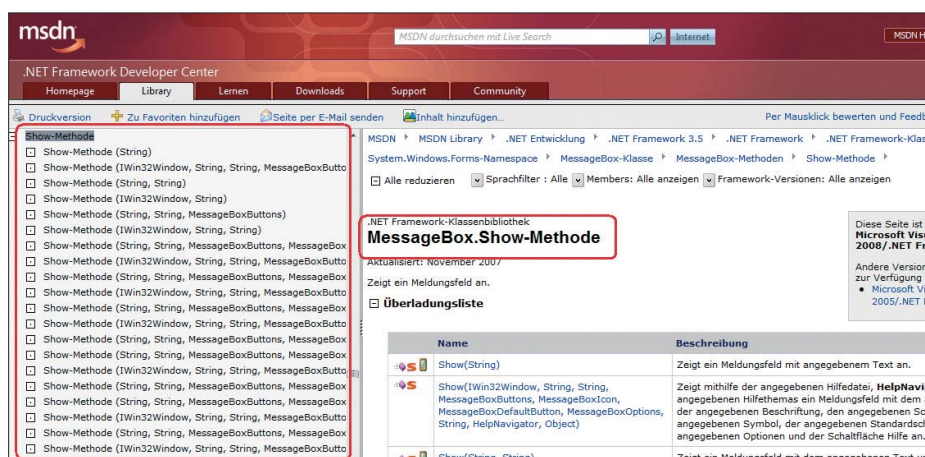 msdn
MSDN durchsuchen mit Live Search
Internet
MSDN H
.NET Framework Developer Center
Homepage Library Lernen Downloads Support Community
Druckversion Zu Favoriten hinzufügen Seite per E-Mail senden Inhalt hinzufügen...
Per Mausklick bewerten und Feedb
Show-Methode
Show-Methode (String)
Show-Methode (IWin32Window, String, String, MessageBoxButto
Show-Methode (String, String)
Show-Methode (IWin32Window, String)
Show-Methode (String, String, MessageBoxButtons)
Show-Methode (IWin32Window, String, String)
Show-Methode (String, String, MessageBoxButtons, MessageBox
Show-Methode (IWin32Window, String, String, MessageBoxButto
Show-Methode (String, String, MessageBoxButtons, MessageBox
Show-Methode (IWin32Window, String, String, MessageBoxButto
Show-Methode (String, String, MessageBoxButtons, MessageBox
Show-Methode (IWin32Window, String, String, MessageBoxButto
Show-Methode (String, String, MessageBoxButtons, MessageBox
Show-Methode (IWin32Window, String, String, MessageBoxButto
Show-Methode (String, String, MessageBoxButtons, MessageBox
Show-Methode (String, String, MessageBoxButtons, MessageBox
Show-Methode (IWin32Window, String, String, MessageBoxButto
Show-Methode (String, String, MessageBoxButtons, MessageBox
Show-Methode (IWin32Window, String, String, MessageBoxButto
MSDN MSDN Library .NET Entwicklung .NET Framework 3.5 .NET Framework .NET Framework-Klas
System.Windows.Forms-Namespace MessageBox-Klasse MessageBox-Methoden Show-Methode
Alle reduzieren Sprachfilter : Alle Members: Alle anzeigen Framework-Versionen: Alle anzeigen
.NET Framework-Klassenbibliothek
MessageBox.Show-Methode
Aktualisiert: November 2007
Zeigt ein Meldungsfeld an.
Überladungsliste
Diese Seite ist
Microsoft Visu
2008/.NET Fr
Andere Version
zur Verfügung
Microsoft Vi
2005/.NET
Name Beschreibung
Show(String) Zeigt ein Meldungsfeld mit angegebenem Text an.
Show(IWin32Window, String, String,
MessageBoxButtons, MessageBoxIcon,
MessageBoxDefaultButton, MessageBoxOptions,
String, HelpNavigator, Object)
Zeigt mithilfe der angegebenen Hilfedatei, HelpNavi
angegebenen Hilfethemas ein Meldungsfeld mit dem
der angegebenen Beschriftung, den angegebenen Sc
angegebenen Symbol, der angegebenen Standardsch
angegebenen Optionen und der Schaltfläche Hilfe an.
Show(String, String) Zeigt ein Meldungsfeld mit dem angegebenen Text u